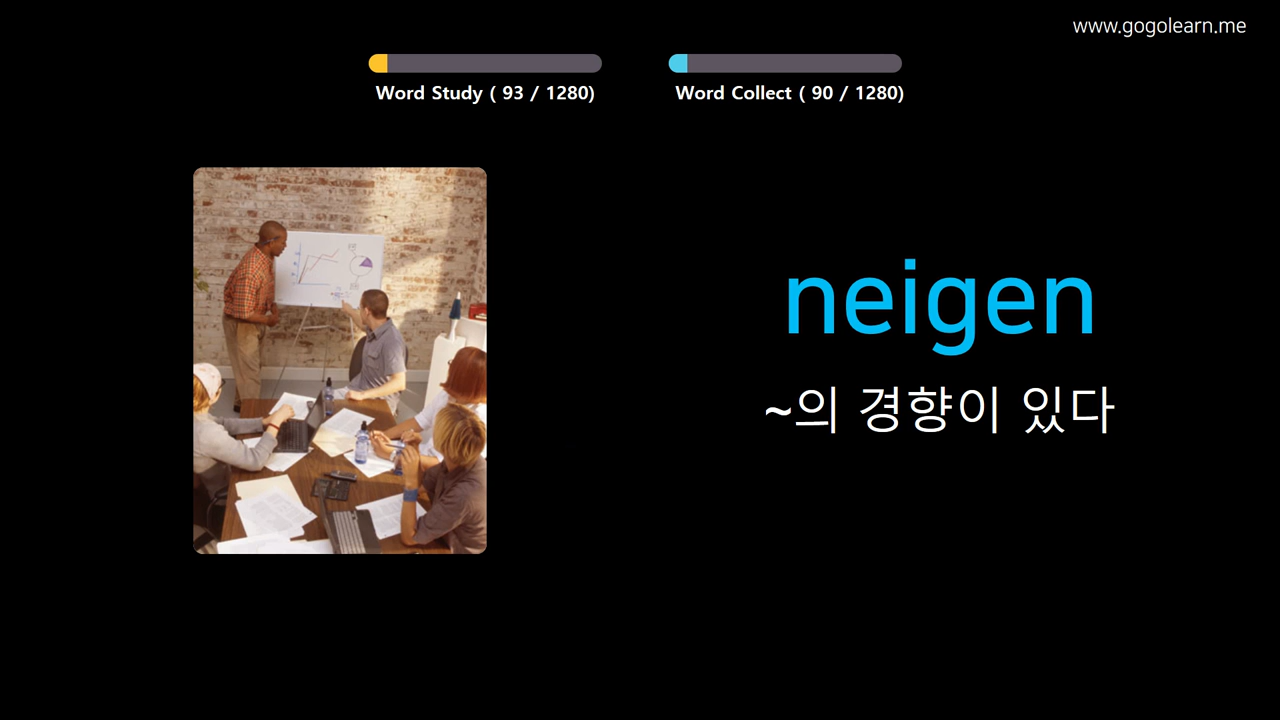 www.gogolearn.me
Word Study ( 93 / 1280)
Word Collect ( 90 / 1280)
neigen
~의 경향이 있다